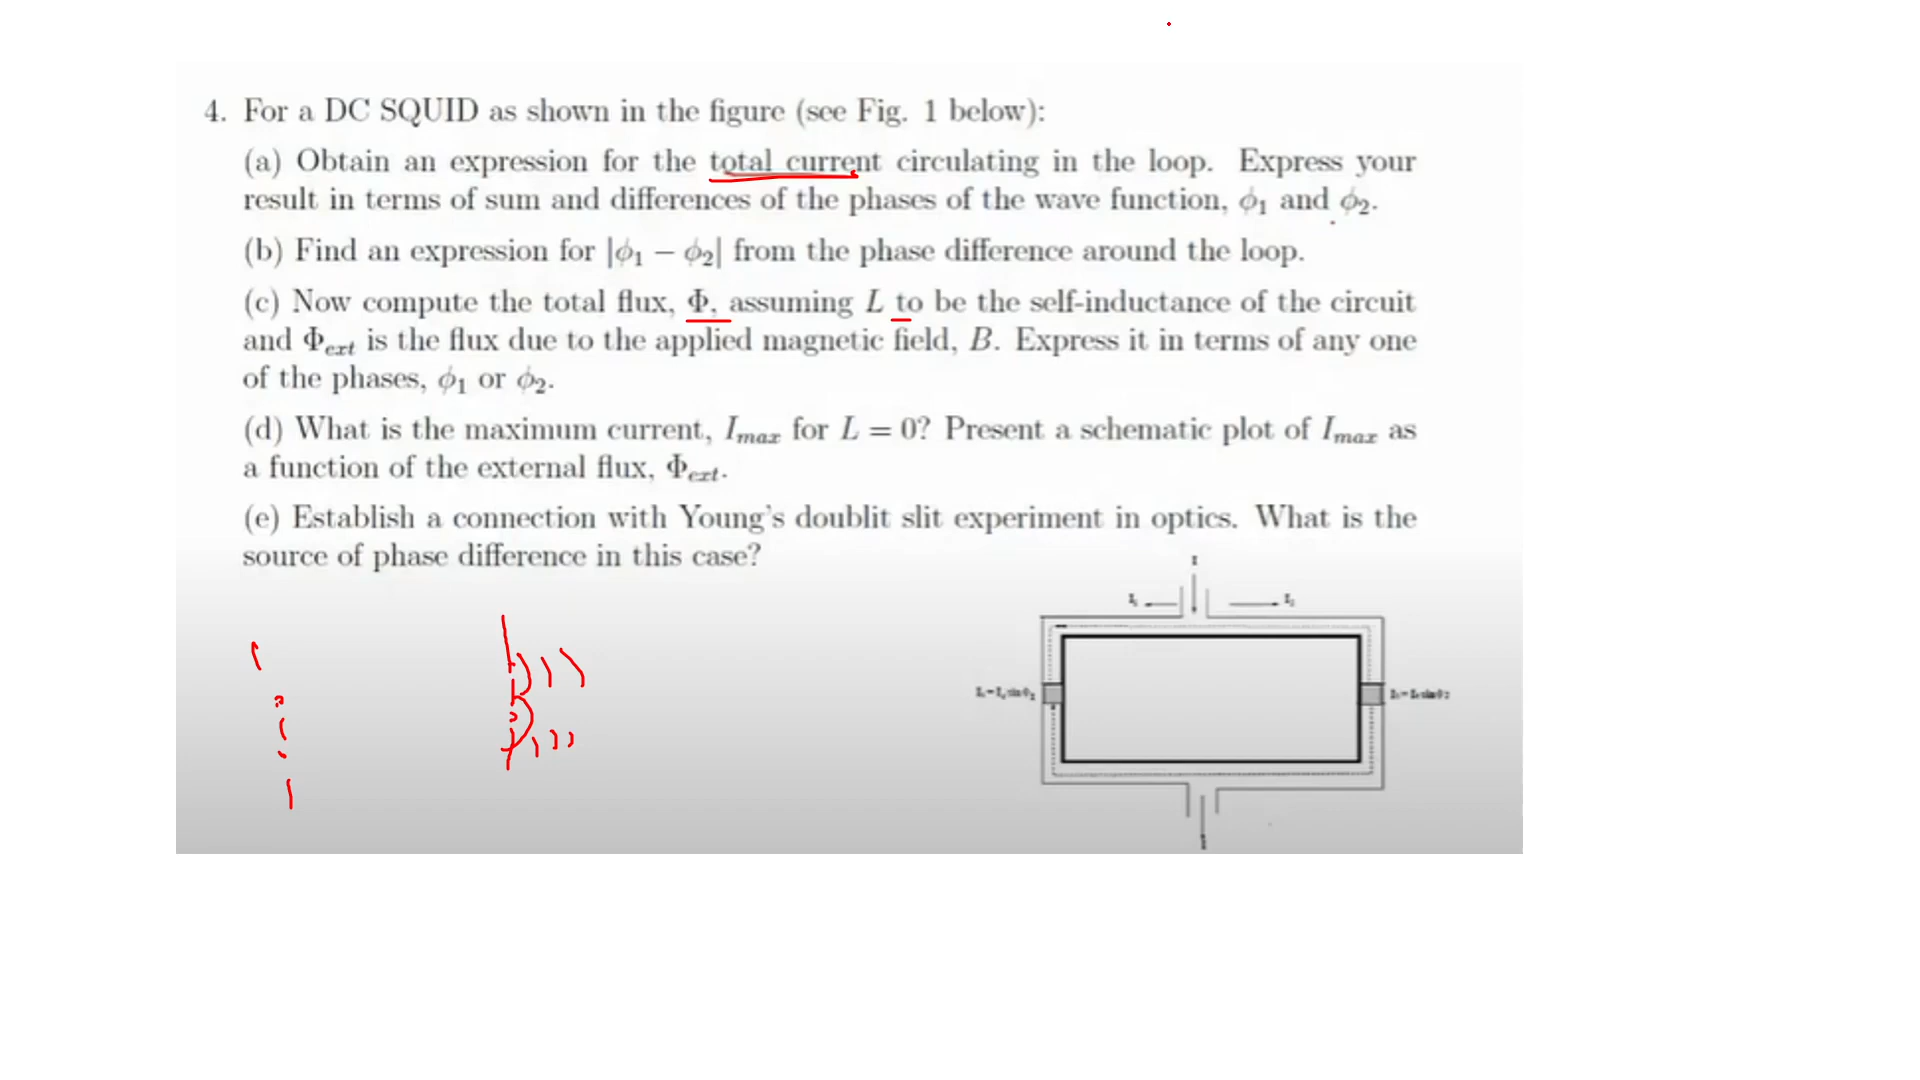 4. For a DC SQUID as shown in the figure (see Fig. 1 below):
(a) Obtain an expression for the total current circulating in the loop. Express your
result in terms of sum and differences of the phases of the wave function, ϕ₁ and ϕ₂.
(b) Find an expression for |ϕ₁ − ϕ₂| from the phase difference around the loop.
(c) Now compute the total flux, Φ, assuming L to be the self-inductance of the circuit
and Φₑₓₜ is the flux due to the applied magnetic field, B. Express it in terms of any one
of the phases, ϕ₁ or ϕ₂.
(d) What is the maximum current, Iₘₐₓ for L = 0? Present a schematic plot of Iₘₐₓ as
a function of the external flux, Φₑₓₜ.
(e) Establish a connection with Young's doublit slit experiment in optics. What is the
source of phase difference in this case?
I